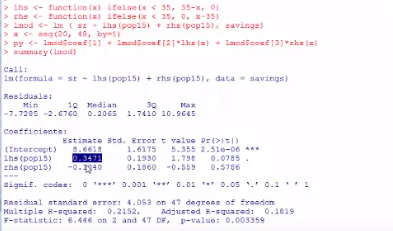 > lhs <- function(x) ifelse(x < 35, 35-x, 0)
> rhs <- function(x) ifelse(x < 35, 0, x-35)
> lmod <- lm ( sr ~ lhs(pop15) + rhs(pop15), savings)
> x <- seq(20, 48, by=1)
> py <- lmod$coef[1] + lmod$coef[2]*lhs(x) + lmod$coef[3]*rhs(x)
> summary(lmod)
Call:
lm(formula = sr ~ lhs(pop15) + rhs(pop15), data = savings)
Residuals:
Min 1Q Median 3Q Max
-7.7285 -2.6760 0.2065 1.7410 10.9645
Coefficients:
Estimate Std. Error t value Pr(>|t|)
(Intercept) 8.6618 1.6175 5.355 2.51e-06 ***
lhs(pop15) 0.3471 0.1930 1.798 0.0785 .
rhs(pop15) 0.1860 -0.559 0.5786
---
Signif. codes: 0 '***' 0.001 '**' 0.01 '*' 0.05 '.' 0.1 ' ' 1
Residual standard error: 4.053 on 47 degrees of freedom
Multiple R-squared: 0.2152, Adjusted R-squared: 0.1819
F-statistic: 6.446 on 2 and 47 DF, p-value: 0.003359